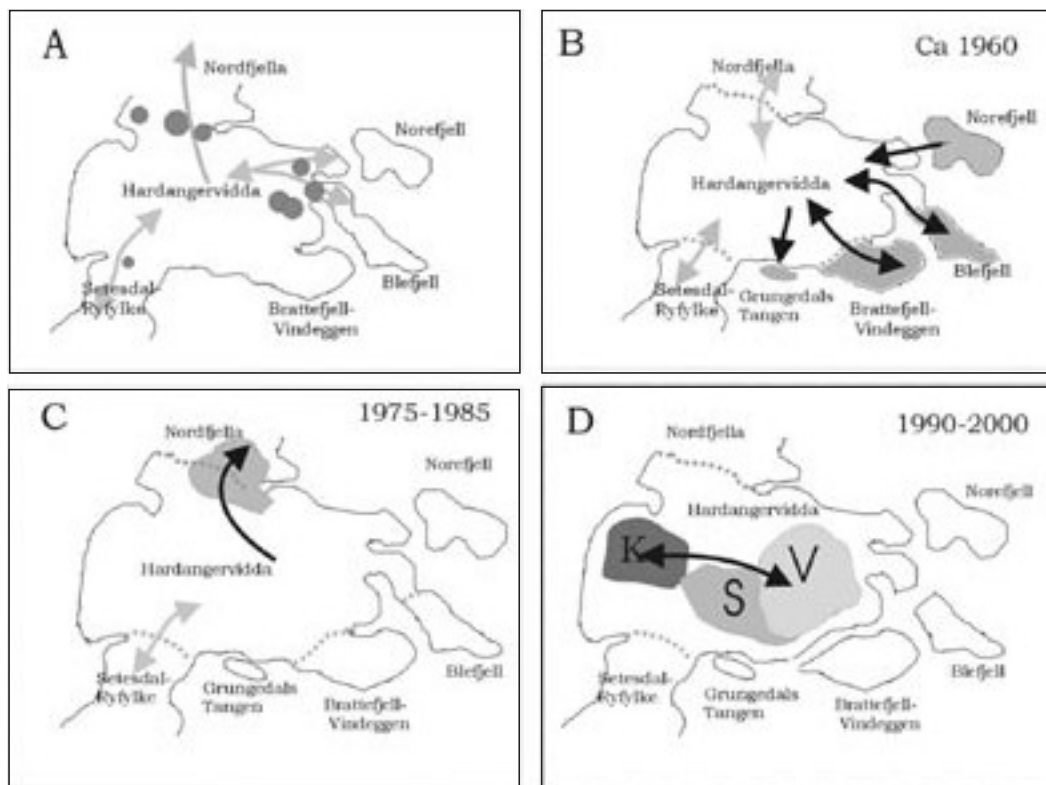 A
Nordfjella
Norefjell
Hardangervidda
Blefjell
Setesdal-
Ryfylke
Brattefjell-
Vindeggen
B
Ca 1960
Nordfjella
Norefjell
Hardangervidda
Blefjell
Setesdal-
Ryfylke
Grungedals
Tangen
Brattefjell-
Vindeggen
C
1975-1985
Nordfjella
Norefjell
Hardangervidda
Blefjell
Setesdal-
Ryfylke
Grungedals
Tangen
Brattefjell-
Vindeggen
D
1990-2000
Nordfjella
Norefjell
Hardangervidda
K
V
S
Blefjell
Setesdal-
Ryfylke
Grungedals
Tangen
Brattefjell-
Vindeggen